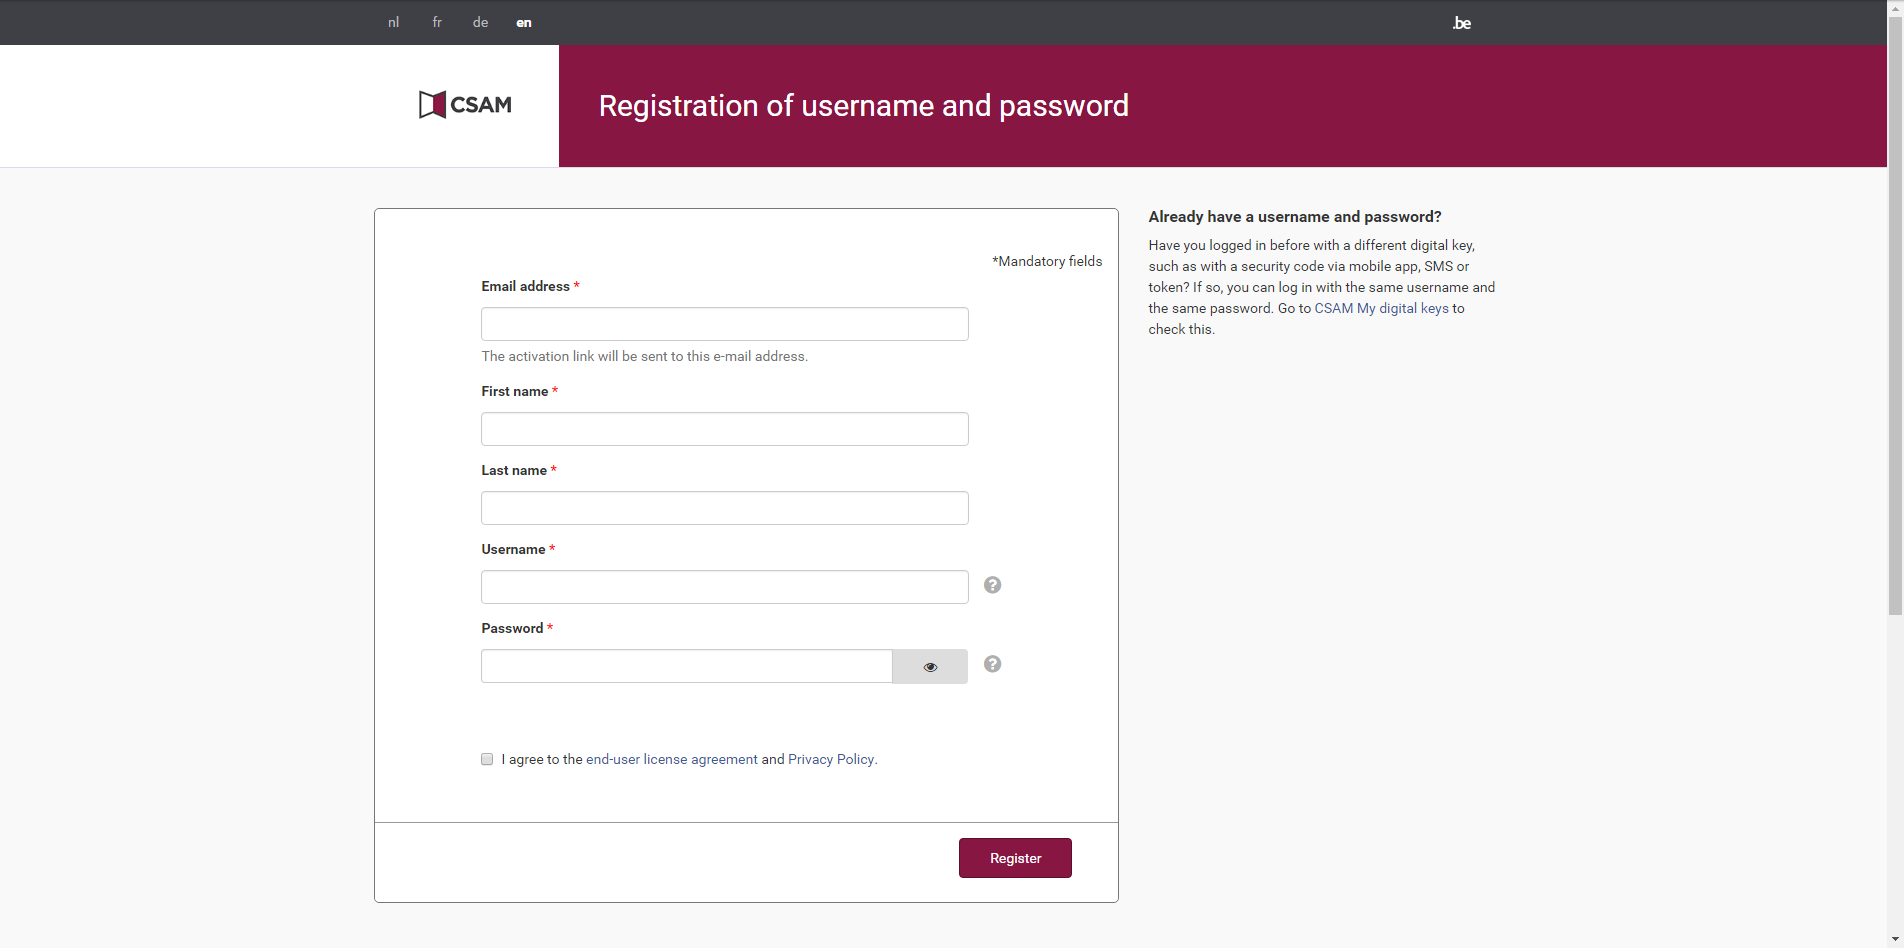 nl fr de en .be
CSAM
Registration of username and password
*Mandatory fields
Email address *
The activation link will be sent to this e-mail address.
First name *
Last name *
Username *
?
Password *
?
I agree to the end-user license agreement and Privacy Policy.
Register
Already have a username and password?
Have you logged in before with a different digital key,
such as with a security code via mobile app, SMS or
token? If so, you can log in with the same username and
the same password. Go to CSAM My digital keys to
check this.